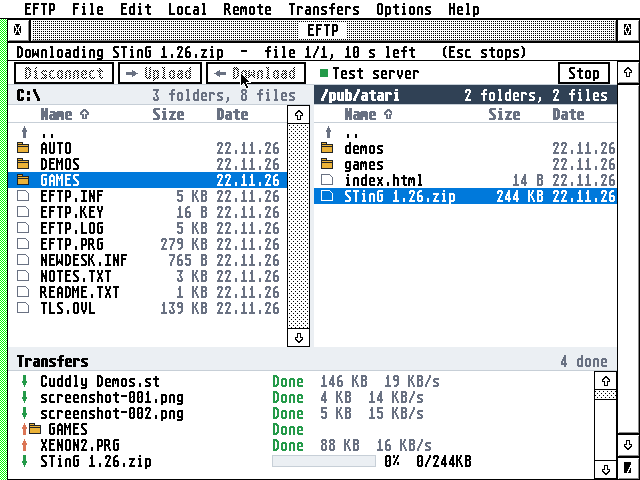 EFTP File Edit Local Remote Transfers Options Help
EFTP
Downloading STinG 1.26.zip - file 1/1, 10 s left (Esc stops)
Disconnect → Upload ← Download Test server Stop
C:\ 3 folders, 8 files /pub/atari 2 folders, 2 files
Name ⇧ Size Date Name ⇧ Size Date
.. ..
AUTO 22.11.26 demos 22.11.26
DEMOS 22.11.26 games 22.11.26
GAMES 22.11.26 index.html 14 B 22.11.26
EFTP.INF 5 KB 22.11.26 STinG 1.26.zip 244 KB 22.11.26
EFTP.KEY 16 B 22.11.26
EFTP.LOG 5 KB 22.11.26
EFTP.PRG 279 KB 22.11.26
NEWDESK.INF 765 B 22.11.26
NOTES.TXT 3 KB 22.11.26
README.TXT 1 KB 22.11.26
TLS.OVL 139 KB 22.11.26
Transfers 4 done
Cuddly Demos.st Done 146 KB 19 KB/s
screenshot-001.png Done 4 KB 14 KB/s
screenshot-002.png Done 5 KB 15 KB/s
GAMES Done
XENON2.PRG Done 88 KB 16 KB/s
STinG 1.26.zip 0% 0/244KB